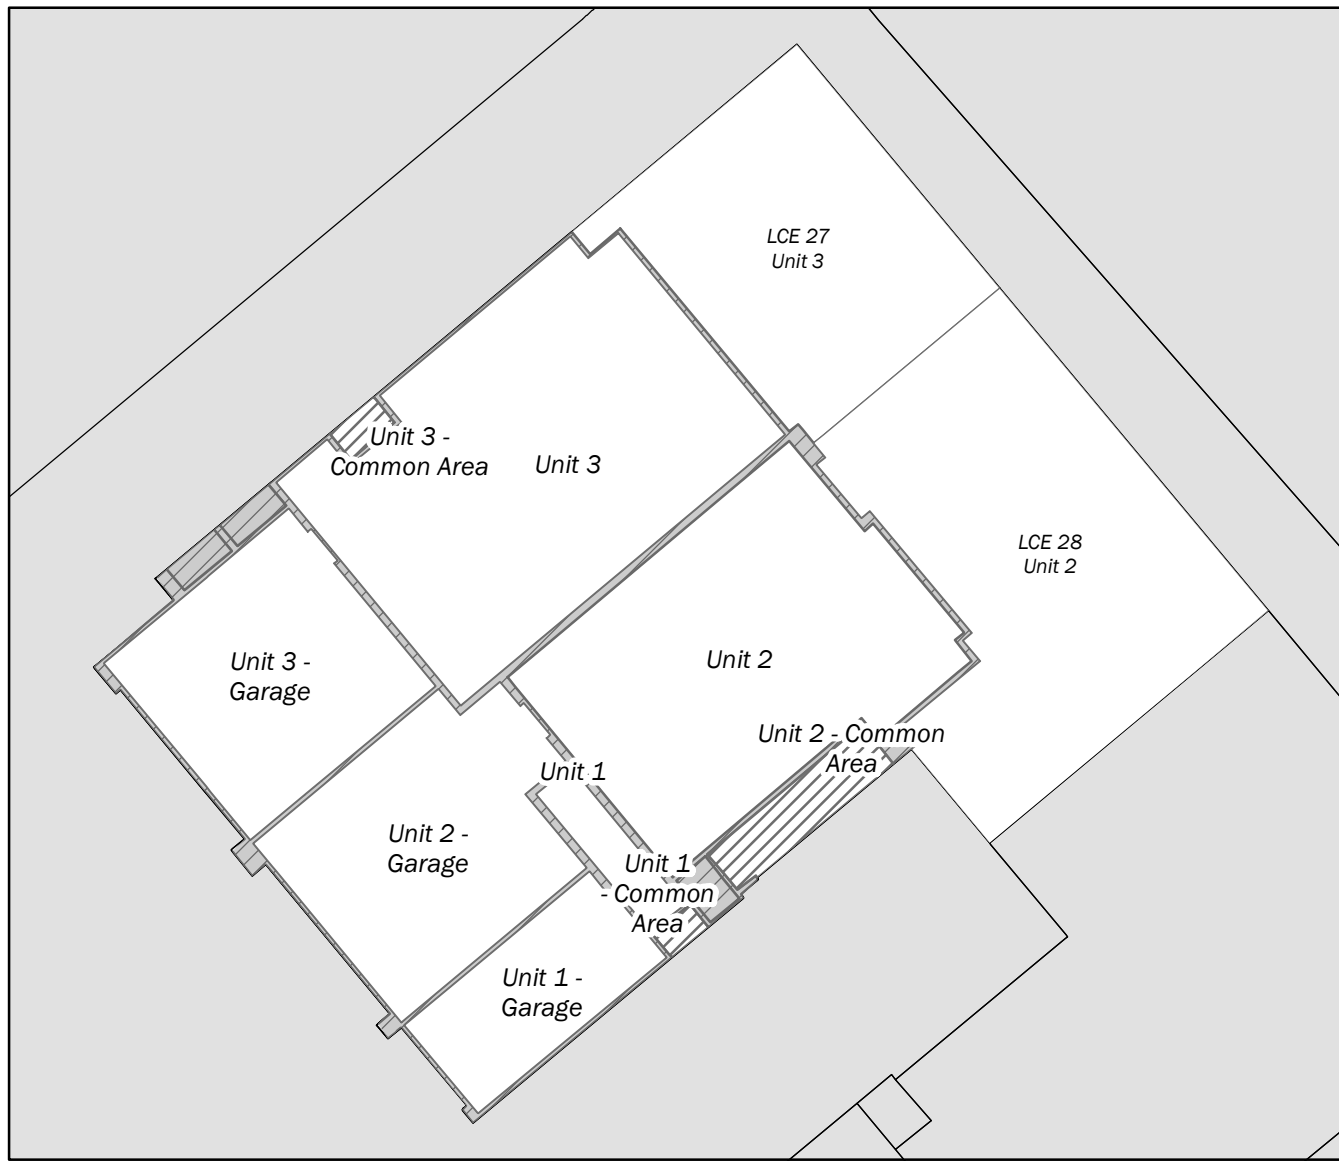 LCE 27
Unit 3
Unit 3 -
Common Area
Unit 3
LCE 28
Unit 2
Unit 3 -
Garage
Unit 2
Unit 2 - Common
Area
Unit 1
Unit 2 -
Garage
Unit 1
- Common
Area
Unit 1 -
Garage